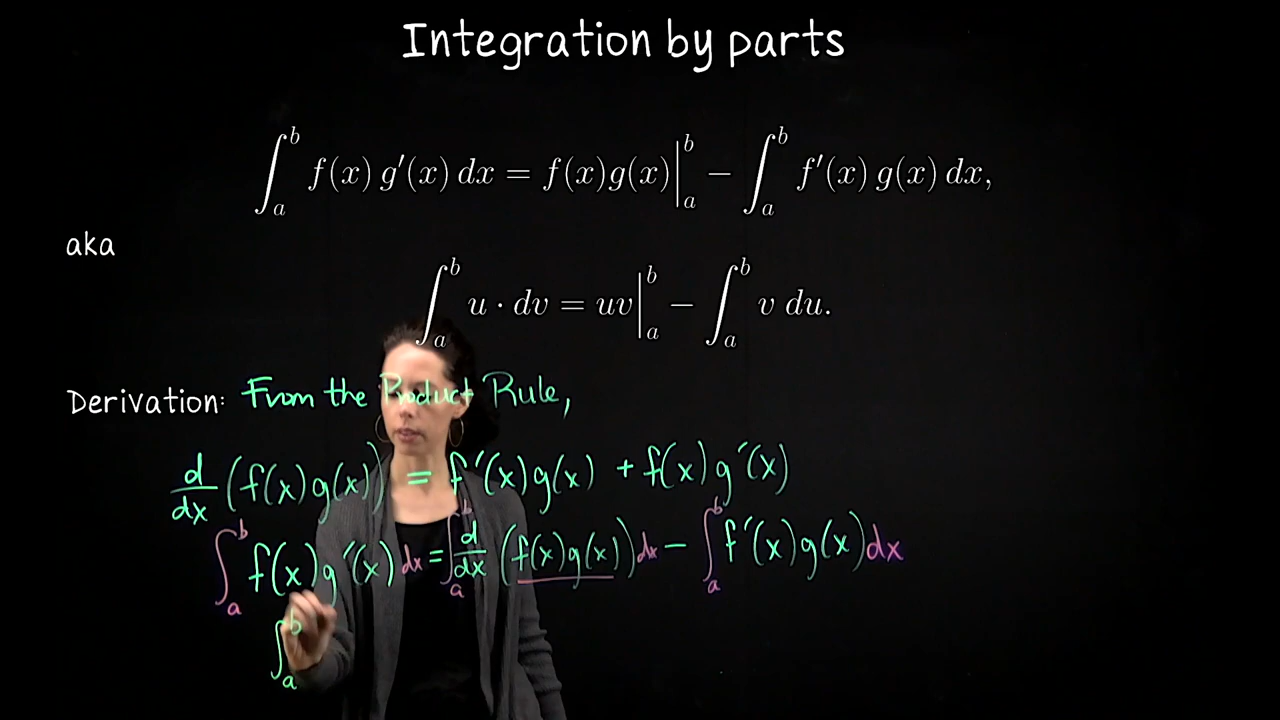 Integration by parts
∫_a^b f(x) g′(x) dx = f(x)g(x)|_a^b − ∫_a^b f′(x) g(x) dx,
aka
∫_a^b u · dv = uv|_a^b − ∫_a^b v du.
Derivation: From the Product Rule,
d/dx (f(x)g(x)) = f′(x)g(x) + f(x)g′(x)
∫_a^b f(x)g′(x)dx = ∫_a^b d/dx (f(x)g(x))dx − ∫_a^b f′(x)g(x)dx
∫_a^b